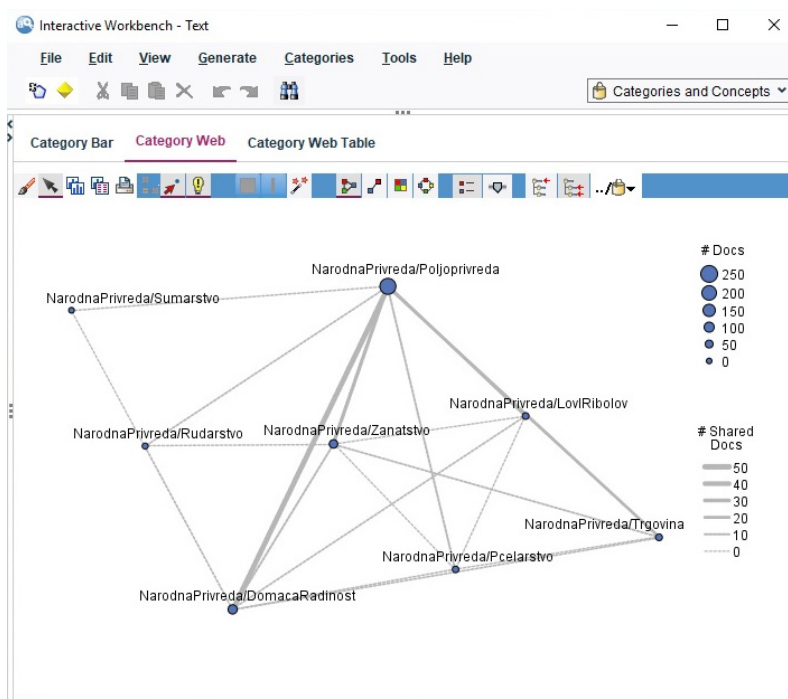 Interactive Workbench - Text
File Edit View Generate Categories Tools Help
Categories and Concepts
Category Bar Category Web Category Web Table
# Docs
250
200
150
100
50
0
NarodnaPrivreda/Poljoprivreda
NarodnaPrivreda/Sumarstvo
NarodnaPrivreda/LovIRibolov
NarodnaPrivreda/Rudarstvo
NarodnaPrivreda/Zanatstvo
# Shared
Docs
50
40
30
20
10
0
NarodnaPrivreda/Trgovina
NarodnaPrivreda/Pcelarstvo
NarodnaPrivreda/DomacaRadinost